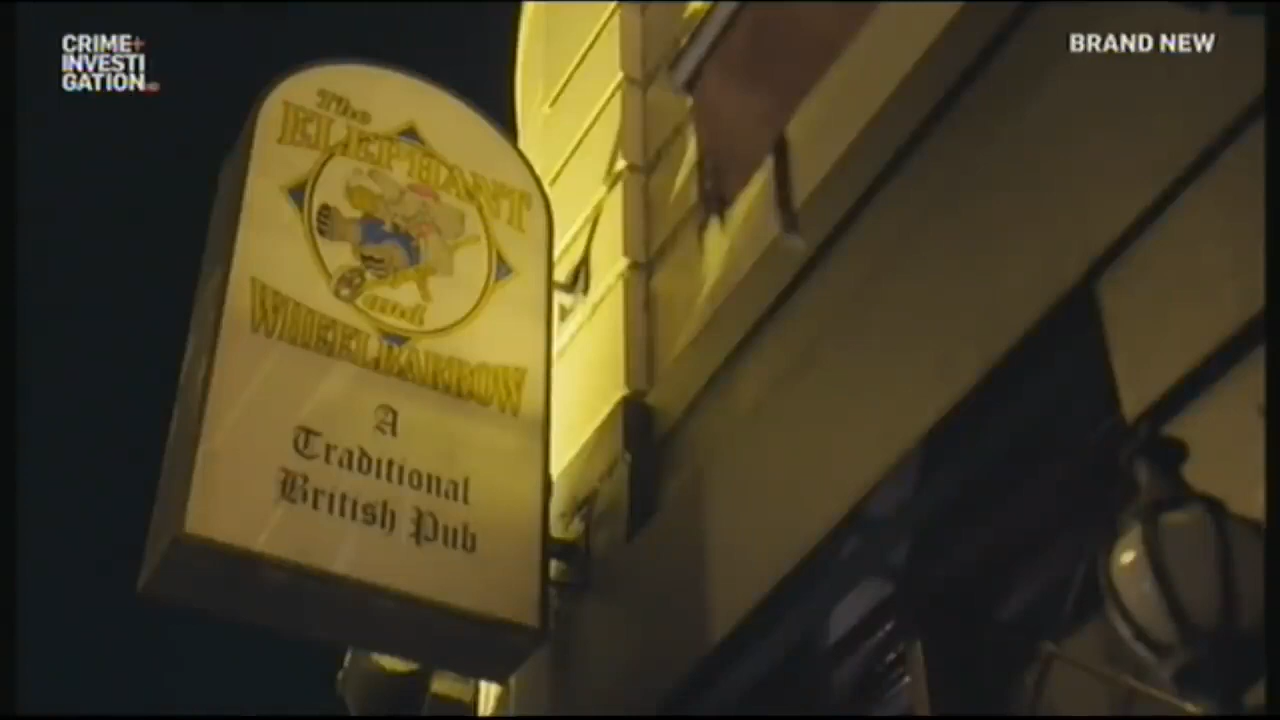 CRIME+
INVESTI
GATION
BRAND NEW
The
ELEPHANT
and
WHEELBARROW
A
Traditional
British Pub